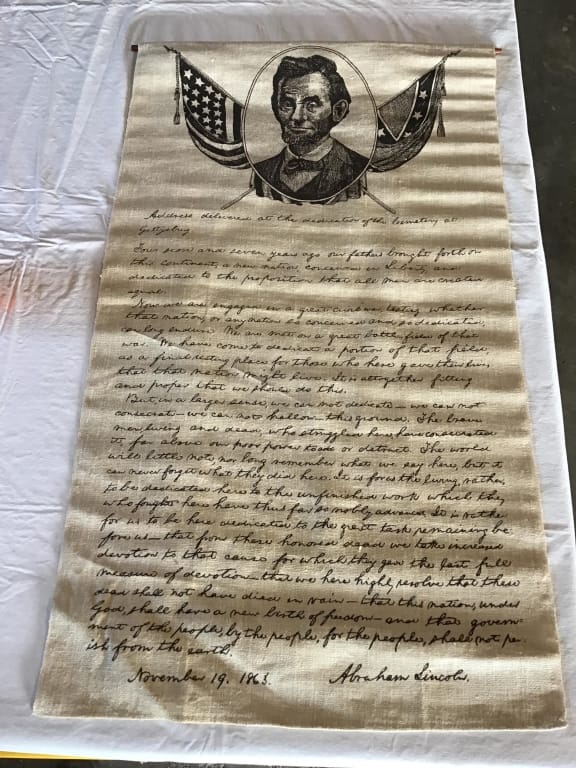 Address delivered at the dedication of the Cemetery at
Gettysburg
Four score and seven years ago our fathers brought forth on
this continent, a new nation, conceived in Liberty, and
dedicated to the proposition that all men are created
equal.
Now we are engaged in a great civil war, testing whether
that nation, or any nation so conceived and so dedicated,
can long endure. We are met on a great battle-field of that
war. We have come to dedicate a portion of that field,
as a final resting place for those who here gave their lives,
that that nation might live. It is altogether fitting
and proper that we should do this.
But, in a larger sense, we can not dedicate — we can not
consecrate — we can not hallow — this ground. The brave
men, living and dead, who struggled here, have consecrated
it, far above our poor power to add or detract. The world
will little note, nor long remember what we say here, but it
can never forget what they did here. It is for us the living, rather,
to be dedicated here to the unfinished work which they
who fought here have thus far so nobly advanced. It is rather
for us to be here dedicated to the great task remaining be-
fore us — that from these honored dead we take increased
devotion to that cause for which they gave the last full
measure of devotion — that we here highly resolve that these
dead shall not have died in vain — that this nation, under
God, shall have a new birth of freedom — and that govern-
ment of the people, by the people, for the people, shall not per-
ish from the earth.
November 19, 1863. Abraham Lincoln.